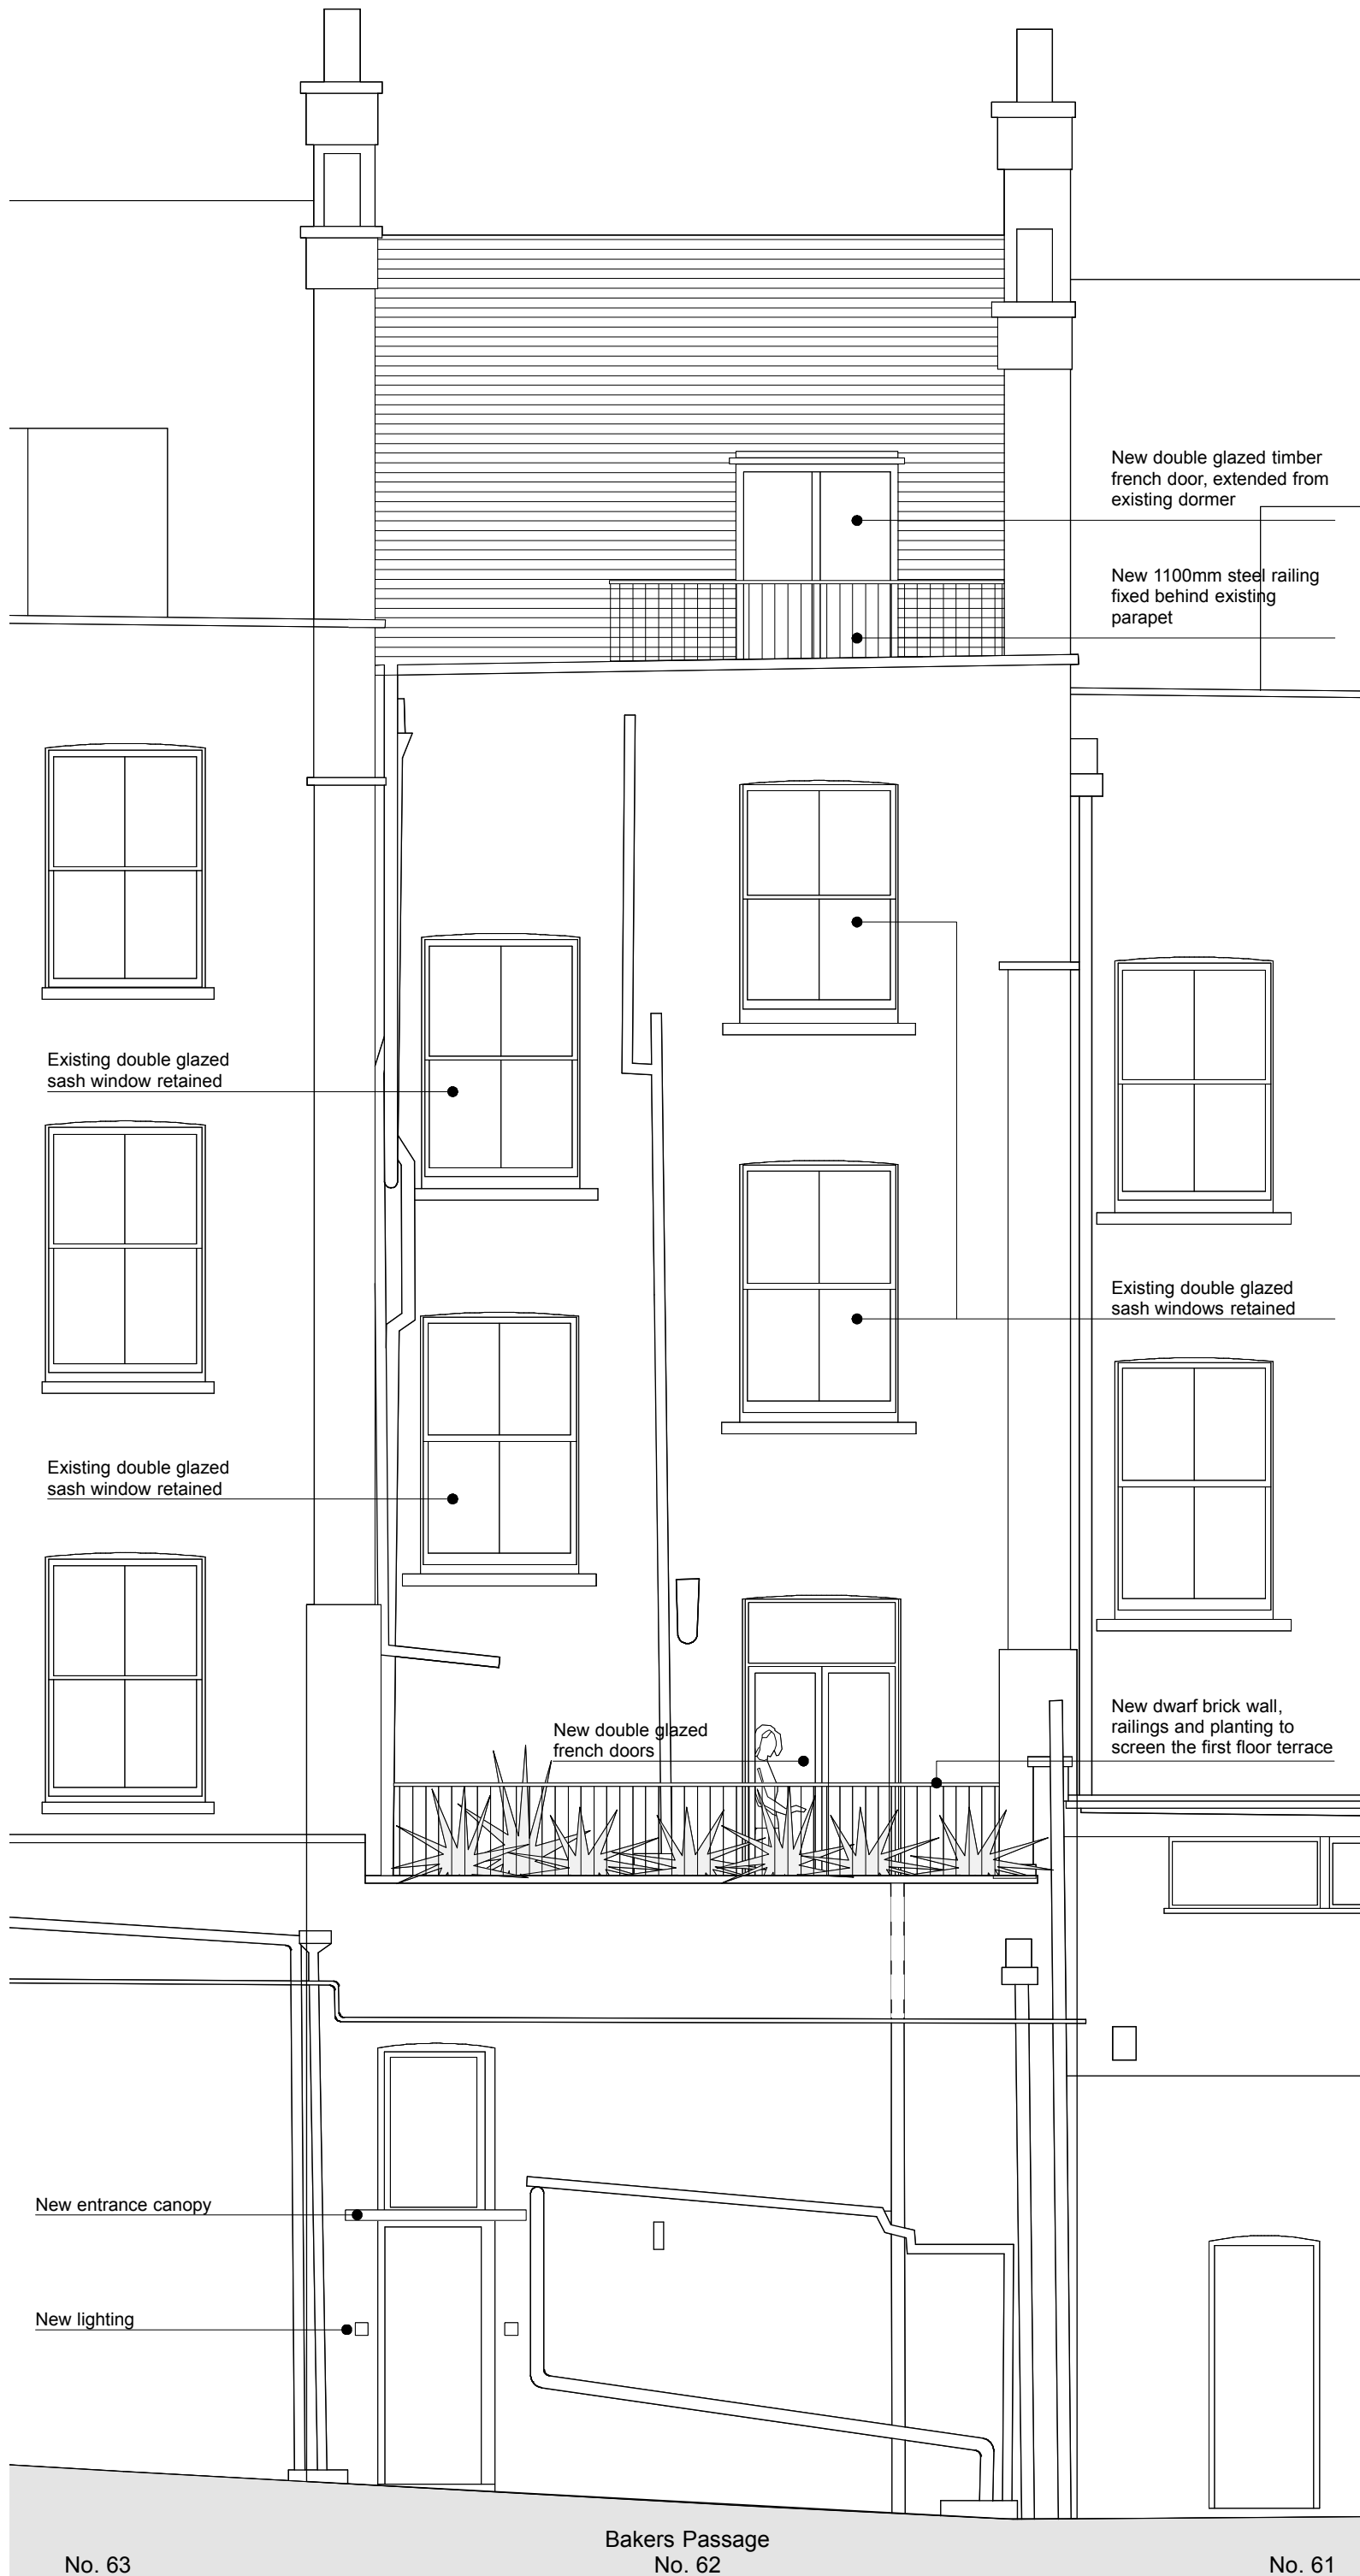 New double glazed timber
french door, extended from
existing dormer
New 1100mm steel railing
fixed behind existing
parapet
Existing double glazed
sash window retained
Existing double glazed
sash windows retained
Existing double glazed
sash window retained
New dwarf brick wall,
railings and planting to
screen the first floor terrace
New double glazed
french doors
New entrance canopy
New lighting
Bakers Passage
No. 63
No. 62
No. 61